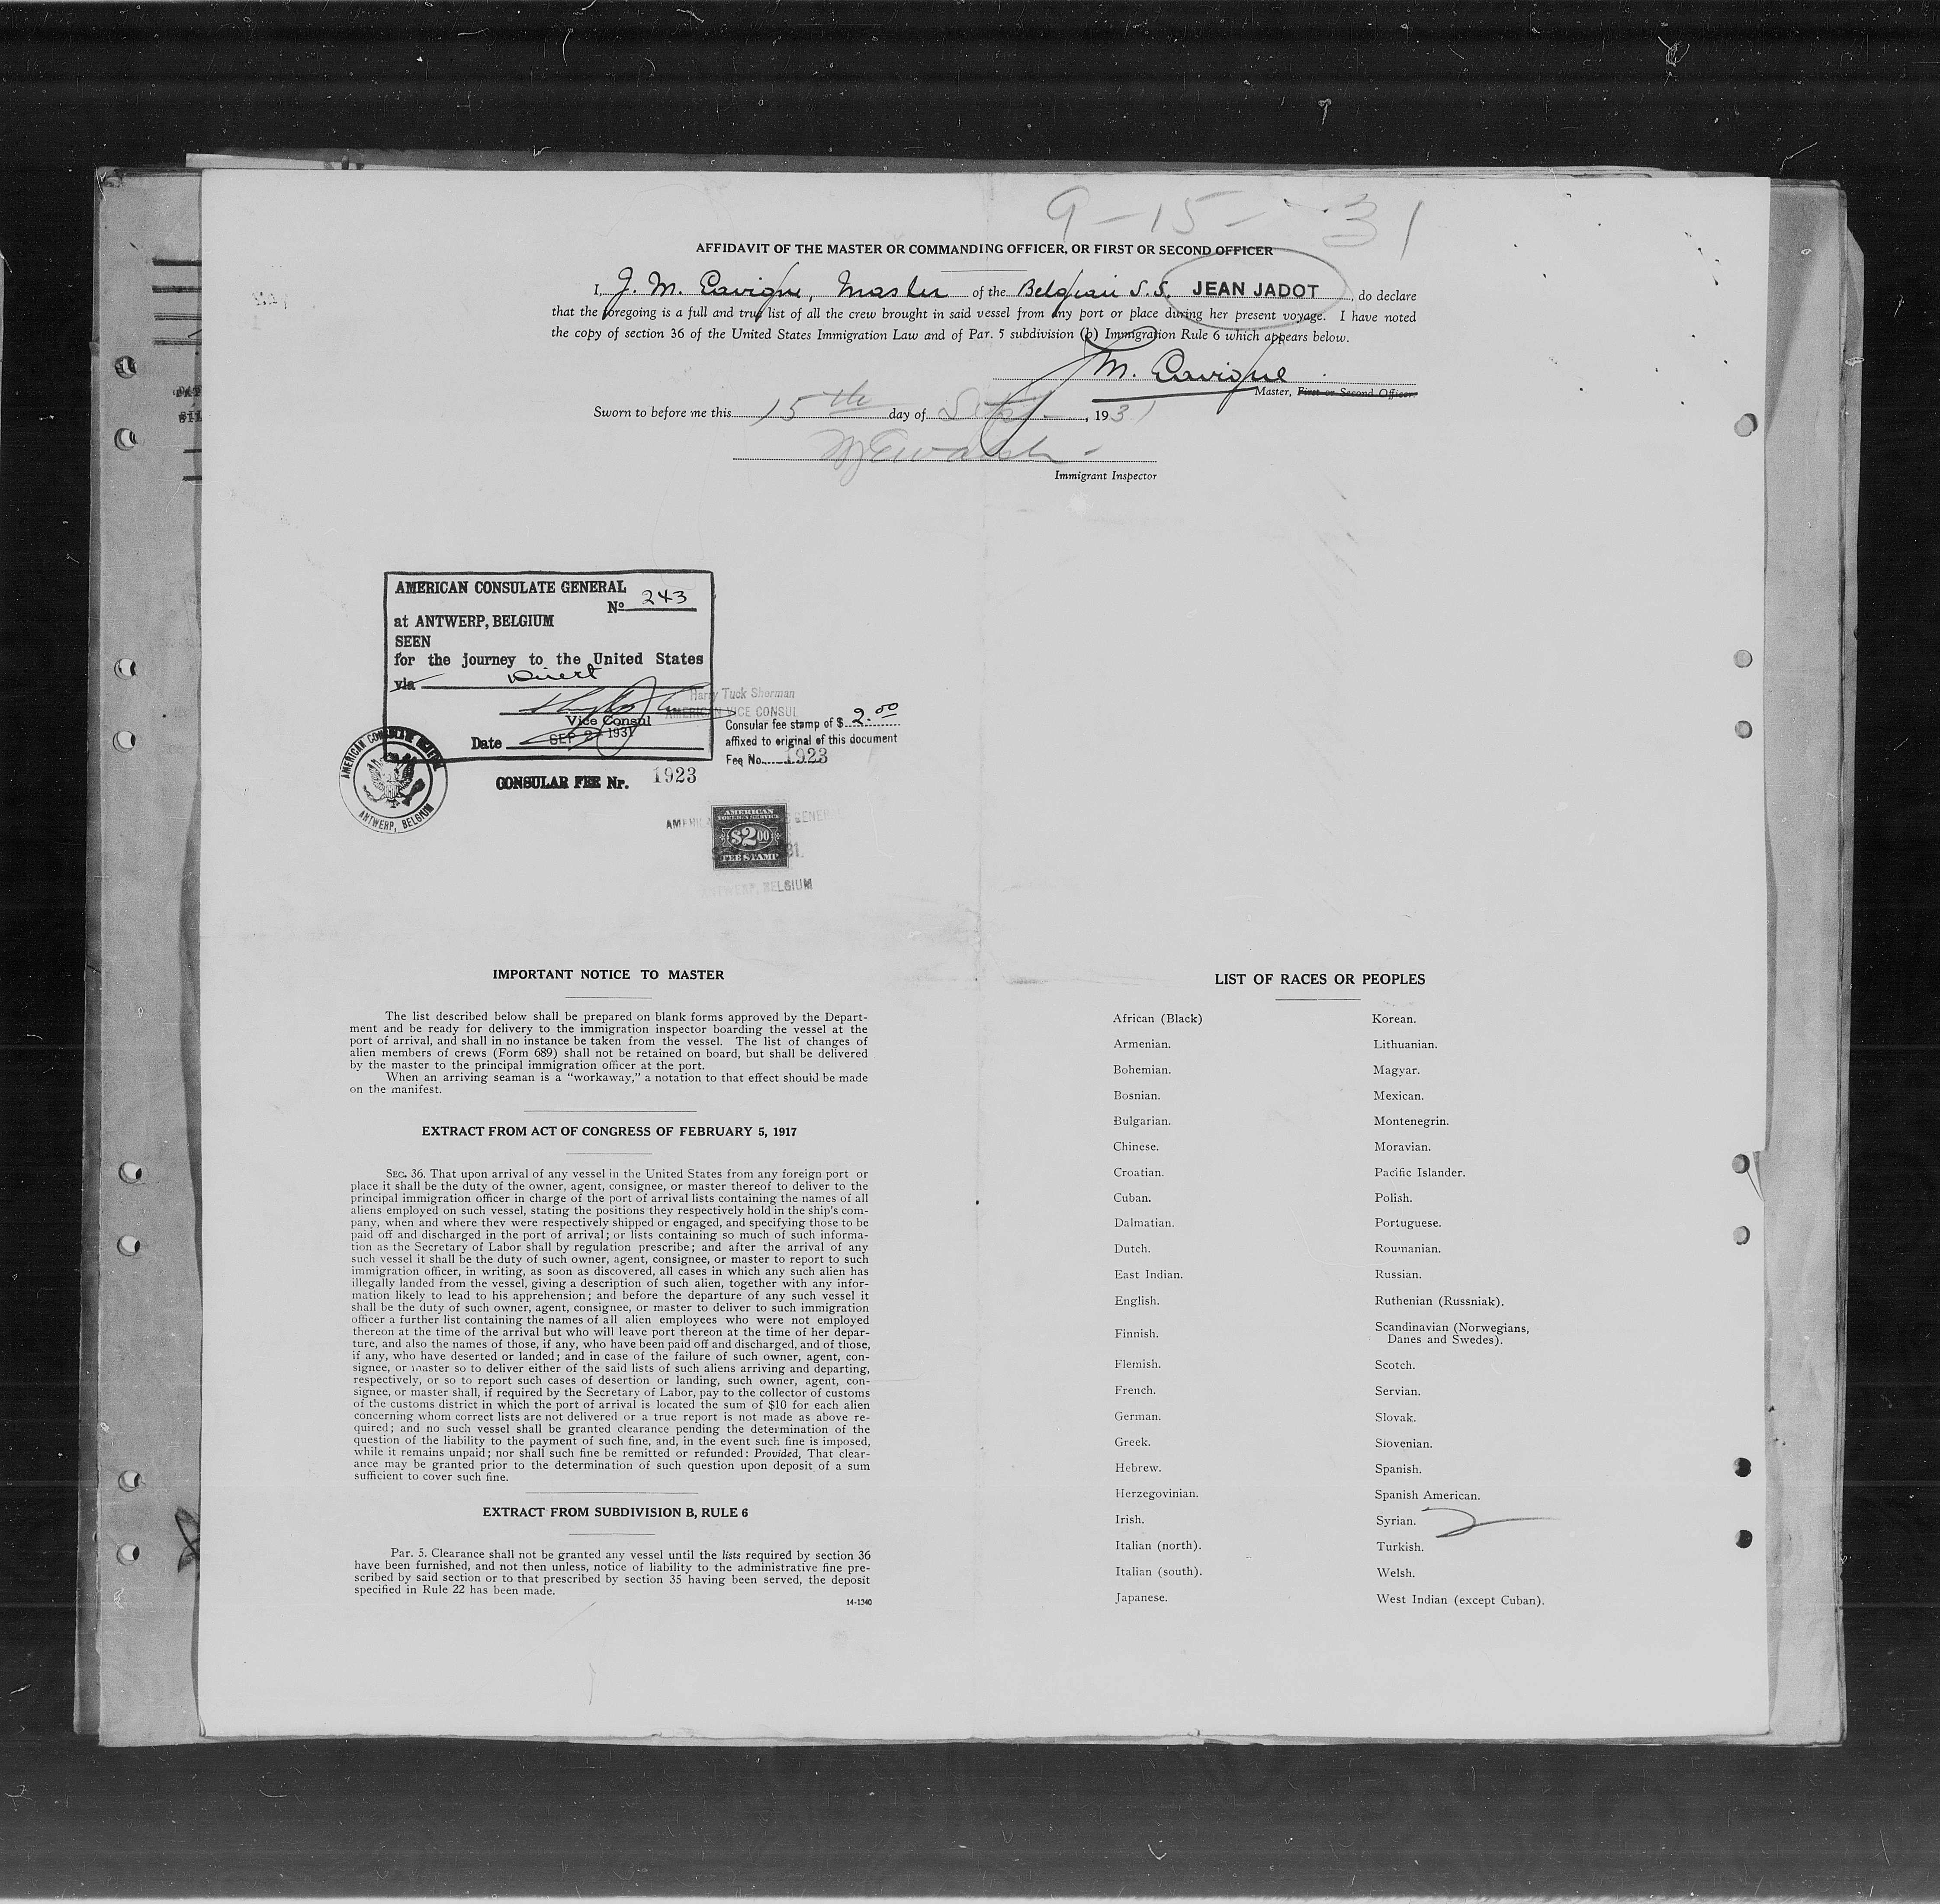 9-15-31
AFFIDAVIT OF THE MASTER OR COMMANDING OFFICER, OR FIRST OR SECOND OFFICER
I, J. M. Master of the Belgian S.S. JEAN JADOT, do declare
that the foregoing is a full and true list of all the crew brought in said vessel from any port or place during her present voyage. I have noted
the copy of section 36 of the United States Immigration Law and of Par. 5 subdivision (b) Immigration Rule 6 which appears below.
J. M.
Master, First or Second Officer.
Sworn to before me this 15th day of Sept, 1931
Immigrant Inspector
AMERICAN CONSULATE GENERAL
No 243
at ANTWERP, BELGIUM
SEEN
for the journey to the United States
via Direct
Harry Tuck Sherman
AMERICAN VICE CONSUL
Vice Consul
Date SEP 2 1931
Consular fee stamp of $ 2.00
affixed to original of this document
Fee No. 1923
CONSULAR FEE Nr. 1923
AMERICAN CONSULATE GENERAL
ANTWERP, BELGIUM
AMERICAN
FOREIGN SERVICE
$2.00
FEE STAMP
ANTWERP, BELGIUM
IMPORTANT NOTICE TO MASTER
The list described below shall be prepared on blank forms approved by the Depart-
ment and be ready for delivery to the immigration inspector boarding the vessel at the
port of arrival, and shall in no instance be taken from the vessel. The list of changes of
alien members of crews (Form 689) shall not be retained on board, but shall be delivered
by the master to the principal immigration officer at the port.
When an arriving seaman is a “workaway,” a notation to that effect should be made
on the manifest.
EXTRACT FROM ACT OF CONGRESS OF FEBRUARY 5, 1917
SEC. 36. That upon arrival of any vessel in the United States from any foreign port or
place it shall be the duty of the owner, agent, consignee, or master thereof to deliver to the
principal immigration officer in charge of the port of arrival lists containing the names of all
aliens employed on such vessel, stating the positions they respectively hold in the ship's com-
pany, when and where they were respectively shipped or engaged, and specifying those to be
paid off and discharged in the port of arrival; or lists containing so much of such informa-
tion as the Secretary of Labor shall by regulation prescribe; and after the arrival of any
such vessel it shall be the duty of such owner, agent, consignee, or master to report to such
immigration officer, in writing, as soon as discovered, all cases in which any such alien has
illegally landed from the vessel, giving a description of such alien, together with any infor-
mation likely to lead to his apprehension; and before the departure of any such vessel it
shall be the duty of such owner, agent, consignee, or master to deliver to such immigration
officer a further list containing the names of all alien employees who were not employed
thereon at the time of the arrival but who will leave port thereon at the time of her depar-
ture, and also the names of those, if any, who have been paid off and discharged, and of those,
if any, who have deserted or landed; and in case of the failure of such owner, agent, con-
signee, or master so to deliver either of the said lists of such aliens arriving and departing,
respectively, or so to report such cases of desertion or landing, such owner, agent, con-
signee, or master shall, if required by the Secretary of Labor, pay to the collector of customs
of the customs district in which the port of arrival is located the sum of $10 for each alien
concerning whom correct lists are not delivered or a true report is not made as above re-
quired; and no such vessel shall be granted clearance pending the determination of the
question of the liability to the payment of such fine, and, in the event such fine is imposed,
while it remains unpaid; nor shall such fine be remitted or refunded: Provided, That clear-
ance may be granted prior to the determination of such question upon deposit of a sum
sufficient to cover such fine.
EXTRACT FROM SUBDIVISION B, RULE 6
Par. 5. Clearance shall not be granted any vessel until the lists required by section 36
have been furnished, and not then unless, notice of liability to the administrative fine pre-
scribed by said section or to that prescribed by section 35 having been served, the deposit
specified in Rule 22 has been made.
14-1340
LIST OF RACES OR PEOPLES
African (Black)
Armenian.
Bohemian.
Bosnian.
Bulgarian.
Chinese.
Croatian.
Cuban.
Dalmatian.
Dutch.
East Indian.
English.
Finnish.
Flemish.
French.
German.
Greek.
Hebrew.
Herzegovinian.
Irish.
Italian (north).
Italian (south).
Japanese.
Korean.
Lithuanian.
Magyar.
Mexican.
Montenegrin.
Moravian.
Pacific Islander.
Polish.
Portuguese.
Roumanian.
Russian.
Ruthenian (Russniak).
Scandinavian (Norwegians,
Danes and Swedes).
Scotch.
Servian.
Slovak.
Slovenian.
Spanish.
Spanish American.
Syrian.
Turkish.
Welsh.
West Indian (except Cuban).